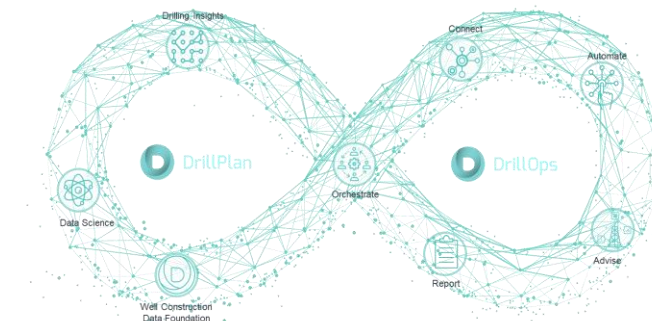 Drilling Insights
Connect
Automate
DrillPlan
DrillOps
Orchestrate
Data Science
Advise
Report
Well Construction
Data Foundation